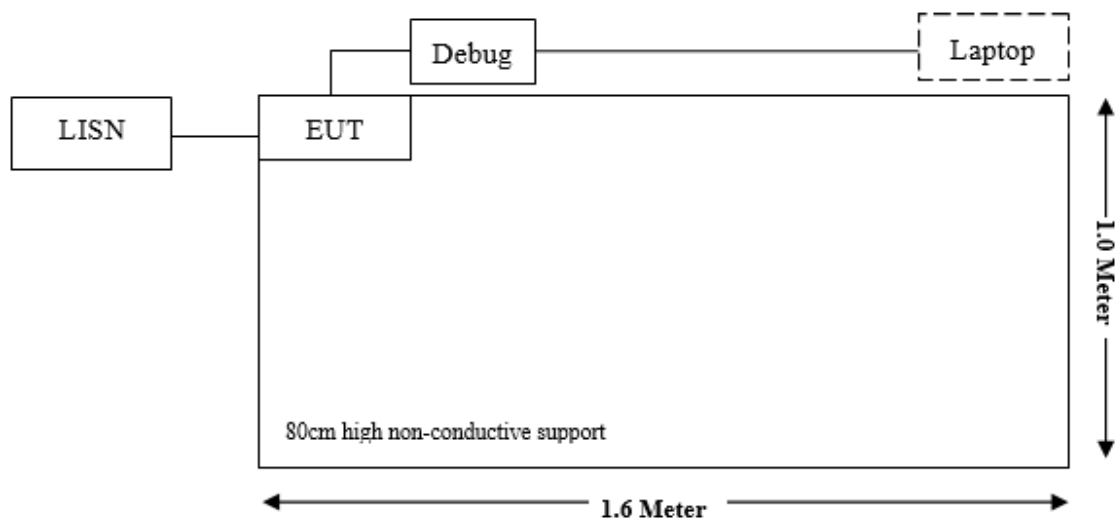 Debug
Laptop
LISN
EUT
1.0 Meter
80cm high non-conductive support
1.6 Meter